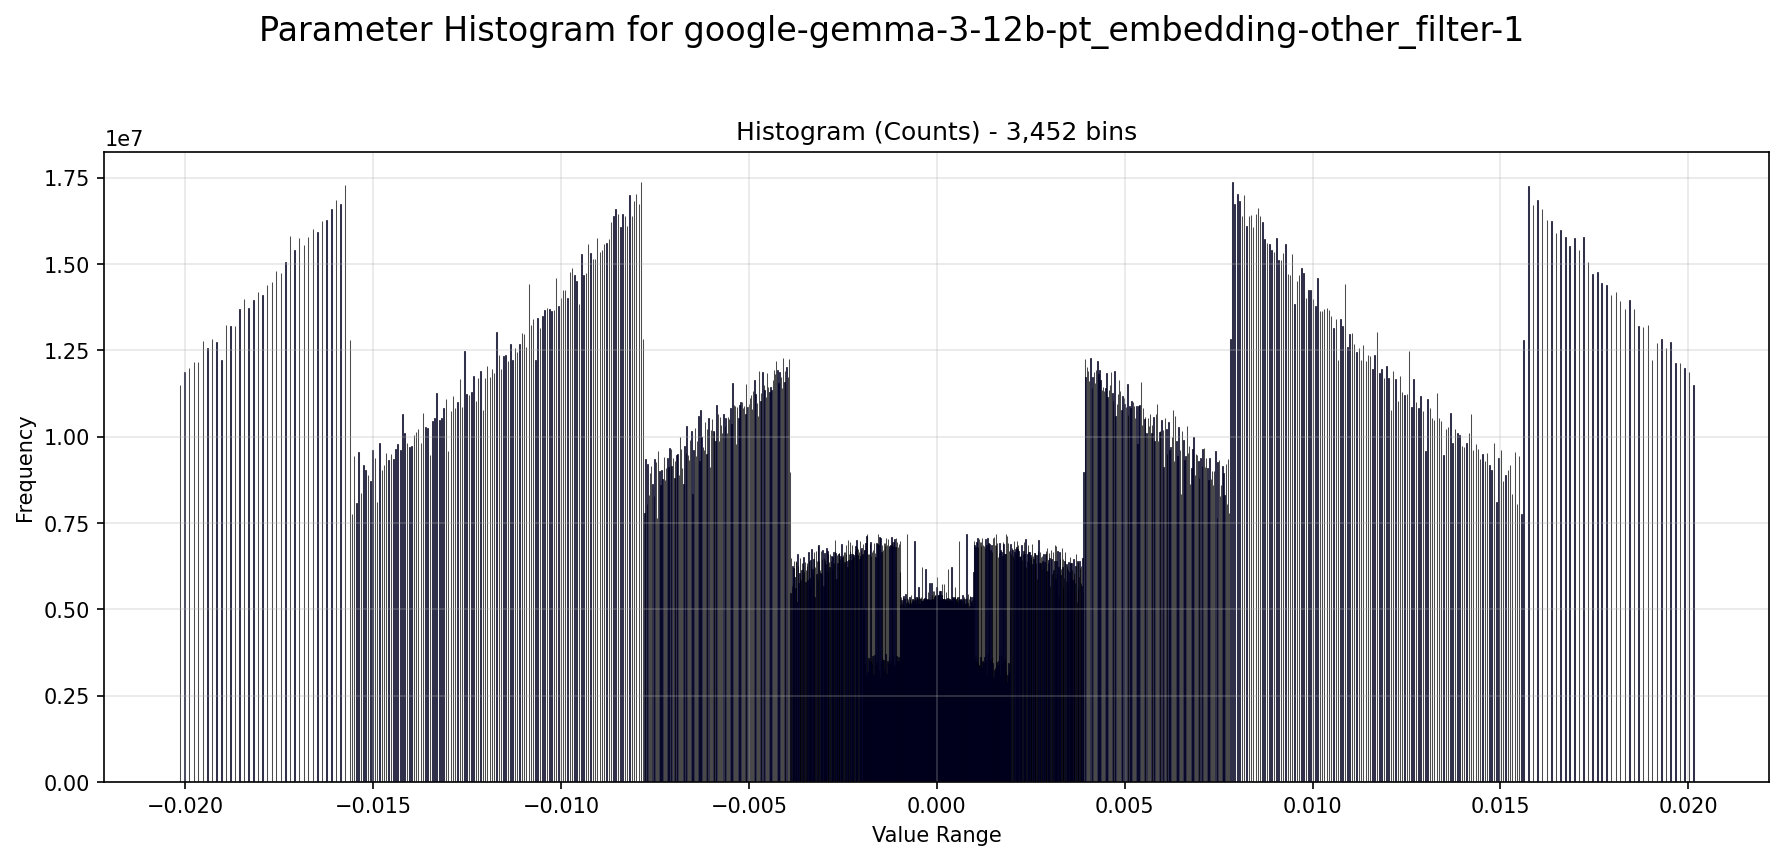 Parameter Histogram for google-gemma-3-12b-pt_embedding-other_filter-1
Histogram (Counts) - 3,452 bins
1e7
1.75
1.50
1.25
1.00
0.75
0.50
0.25
0.00
Frequency
−0.020 −0.015 −0.010 −0.005 0.000 0.005 0.010 0.015 0.020
Value Range